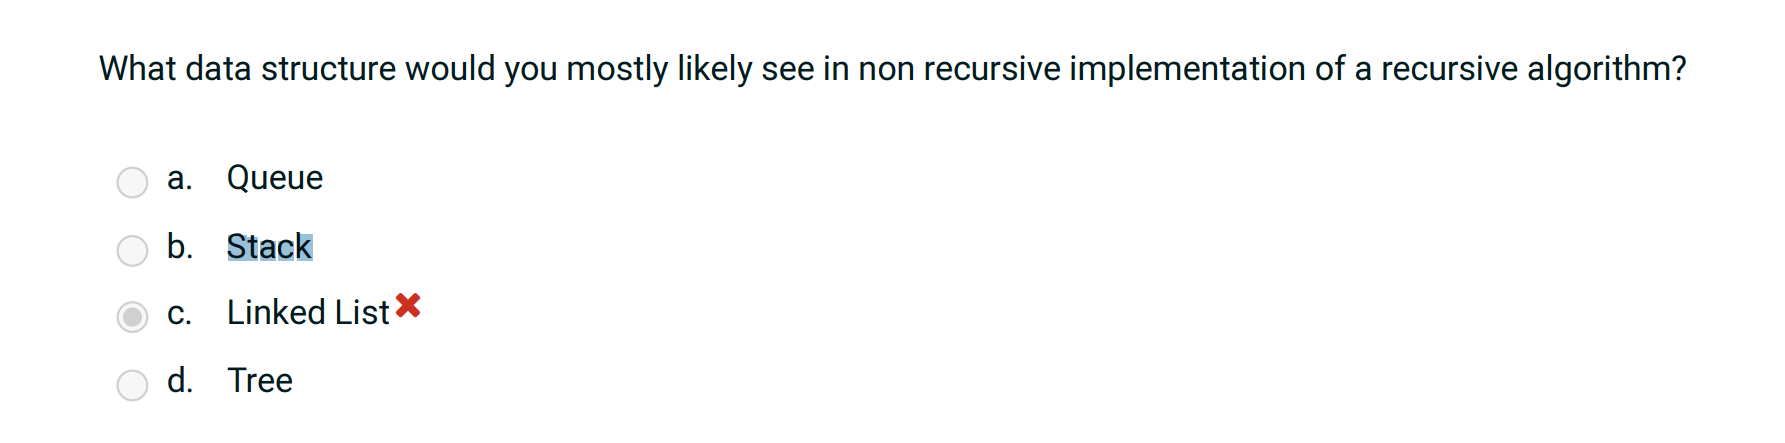 What data structure would you mostly likely see in non recursive implementation of a recursive algorithm?
a. Queue
b. Stack
c. Linked List
d. Tree